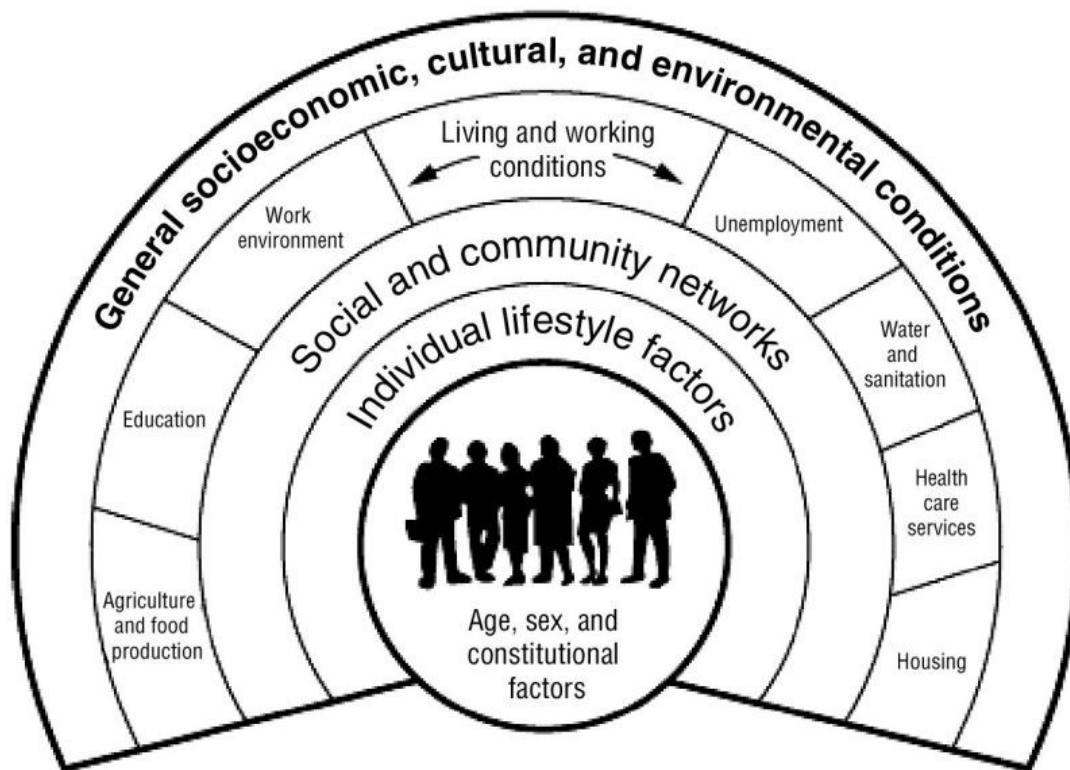 General socioeconomic, cultural, and environmental conditions
Living and working
conditions
Work
environment
Unemployment
Social and community networks
Individual lifestyle factors
Water
and
sanitation
Education
Health
care
services
Agriculture
and food
production
Housing
Age, sex, and
constitutional
factors